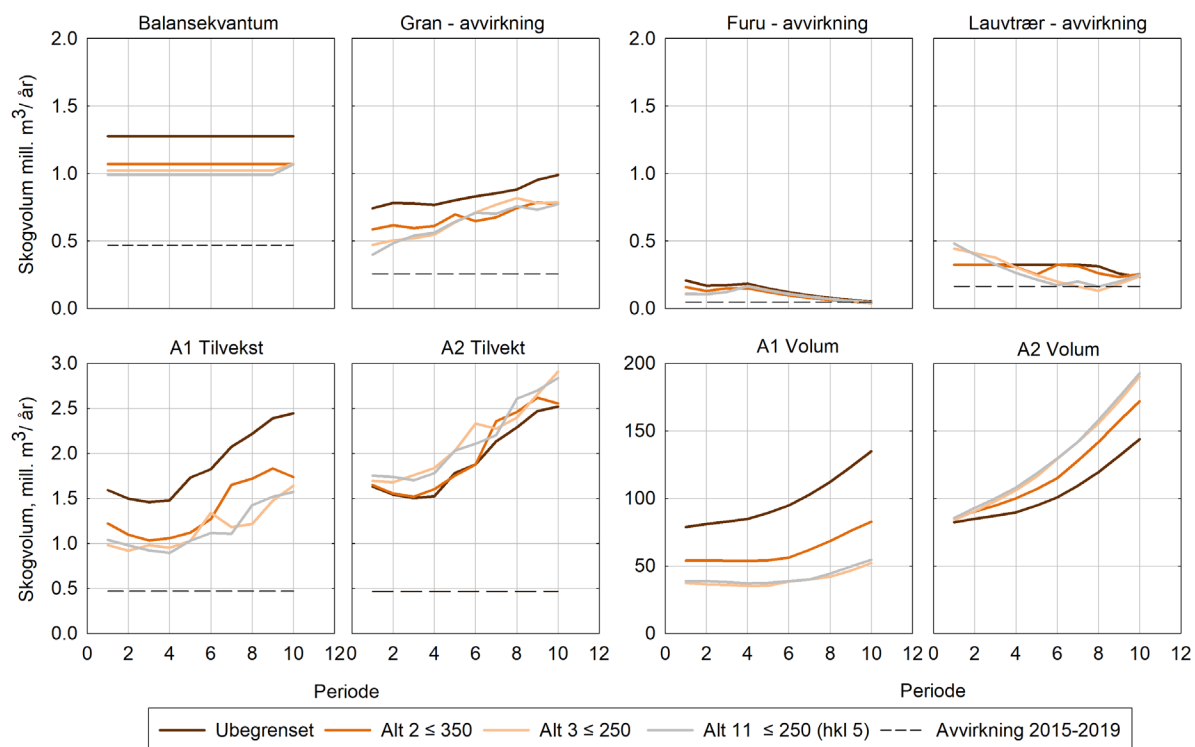 Balansekvantum
Gran - avvirkning
Furu - avvirkning
Lauvtrær - avvirkning
Skogvolum mill. m³/ år)
2.0
1.5
1.0
0.5
0.0
2.0
1.5
1.0
0.5
0.0
A1 Tilvekst
A2 Tilvekt
A1 Volum
A2 Volum
Skogvolum, mill. m³/ år)
3.0
2.5
2.0
1.5
1.0
0.5
0.0
200
150
100
50
0
0 2 4 6 8 10 12
2 4 6 8 10 12
0 2 4 6 8 10 12
2 4 6 8 10 12
Periode
Periode
Ubegrenset
Alt 2 ≤ 350
Alt 3 ≤ 250
Alt 11 ≤ 250 (hkl 5)
Avvirkning 2015-2019